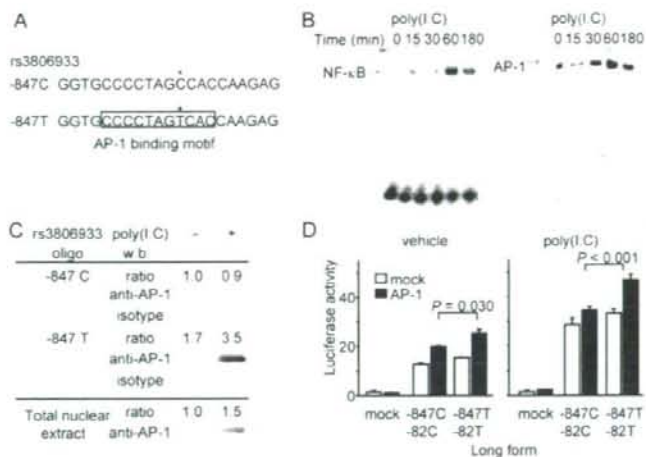 A
rs3806933
-847C GGTGCCCCTAGCCACCAAGAG
-847T GGTGCCCCTAGTCACCAAGAG
AP-1 binding motif
B
poly(I:C) poly(I:C)
Time (min) 0 15 30 60 180 0 15 30 60 180
NF-κB AP-1
C rs3806933 poly(I:C) - +
oligo w.b.
-847 C ratio 1.0 0.9
anti-AP-1
isotype
-847 T ratio 1.7 3.5
anti-AP-1
isotype
Total nuclear ratio 1.0 1.5
extract anti-AP-1
D
vehicle poly(I:C)
P < 0.001
mock
AP-1
P = 0.030
Luciferase activity
40
20
0
mock -847C -847T mock -847C -847T
-82C -82T -82C -82T
Long form